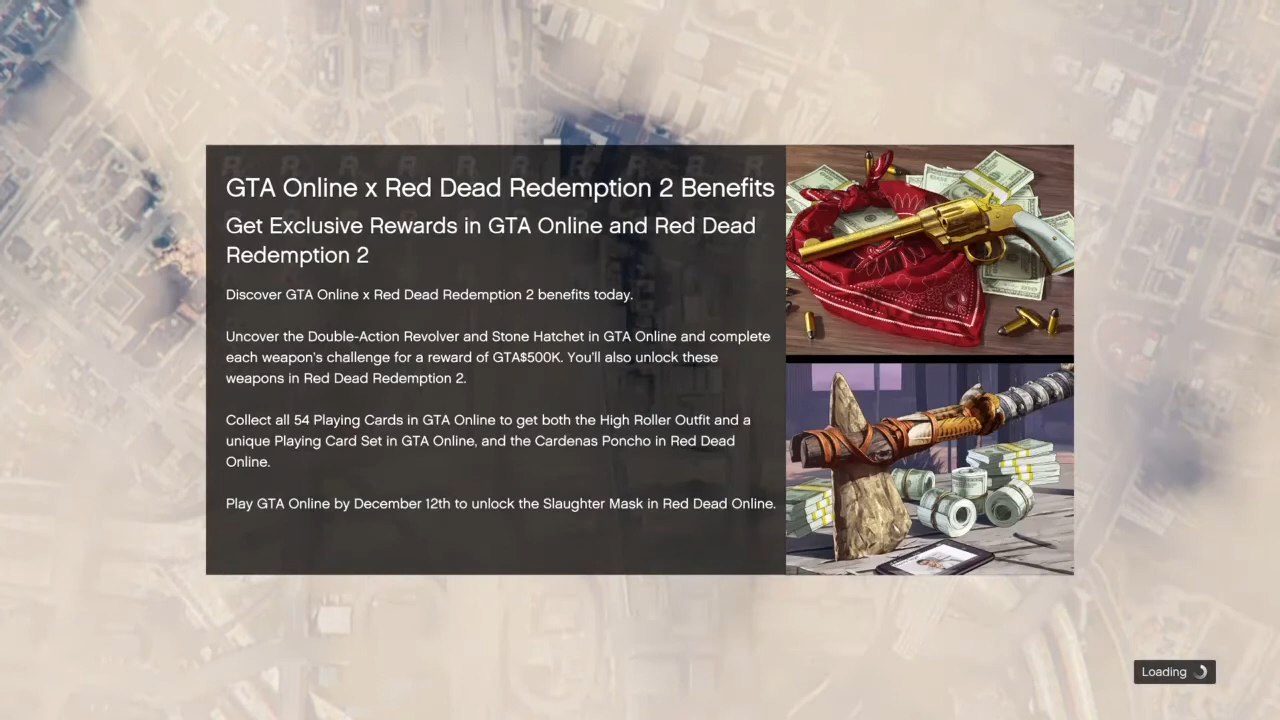 GTA Online x Red Dead Redemption 2 Benefits
Get Exclusive Rewards in GTA Online and Red Dead
Redemption 2
Discover GTA Online x Red Dead Redemption 2 benefits today.
Uncover the Double-Action Revolver and Stone Hatchet in GTA Online and complete
each weapon's challenge for a reward of GTA$500K. You'll also unlock these
weapons in Red Dead Redemption 2.
Collect all 54 Playing Cards in GTA Online to get both the High Roller Outfit and a
unique Playing Card Set in GTA Online, and the Cardenas Poncho in Red Dead
Online.
Play GTA Online by December 12th to unlock the Slaughter Mask in Red Dead Online.
Loading